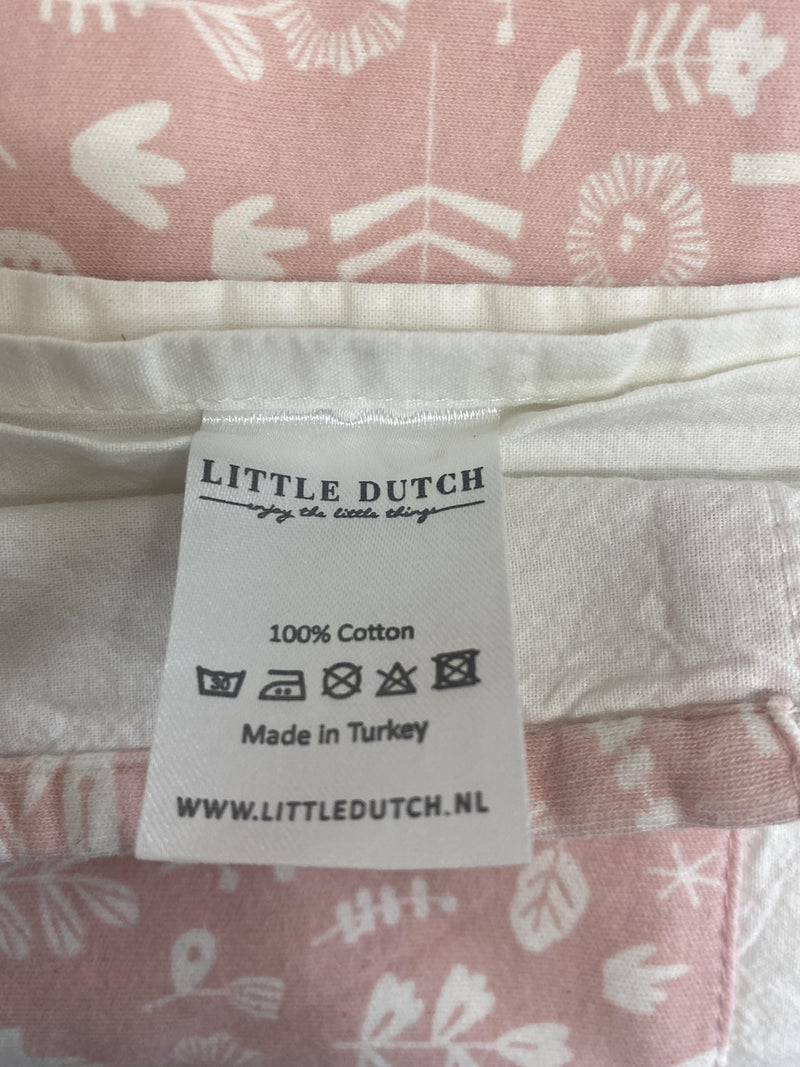 LITTLE DUTCH
enjoy the little things
100% Cotton
30
Made in Turkey
WWW.LITTLEDUTCH.NL